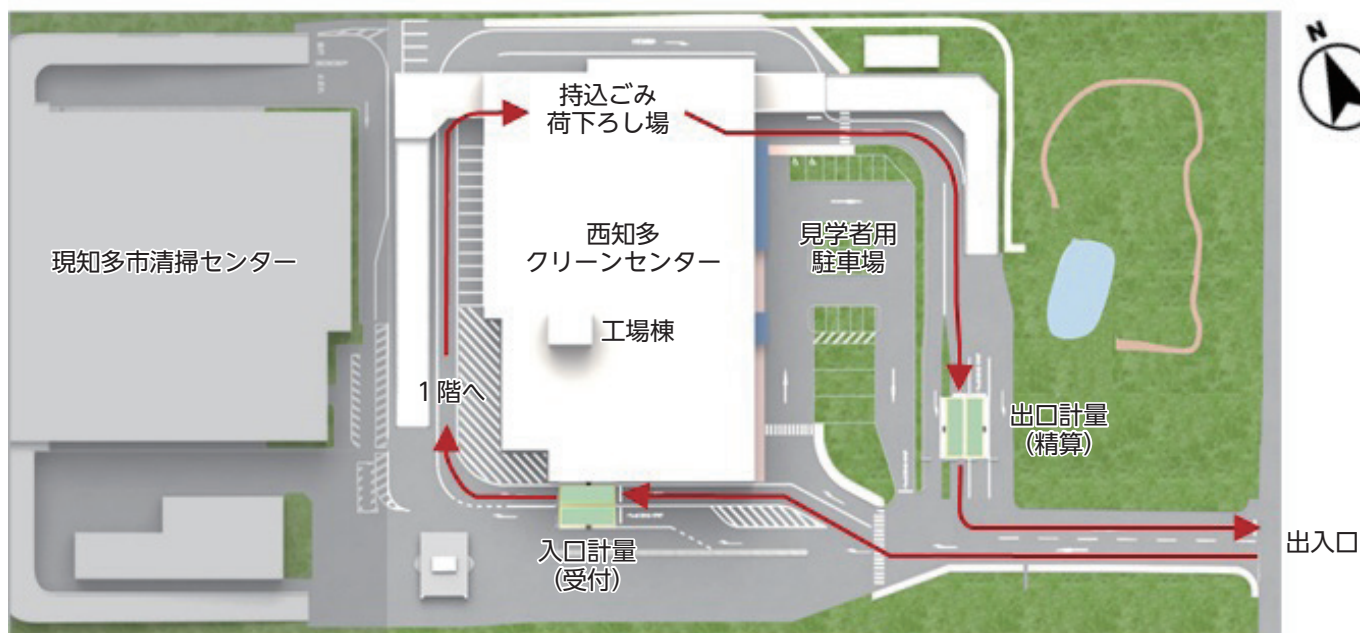 N
持込ごみ
荷下ろし場
現知多市清掃センター
西知多
クリーンセンター
見学者用
駐車場
工場棟
1階へ
出口計量
(精算)
入口計量
(受付)
出入口